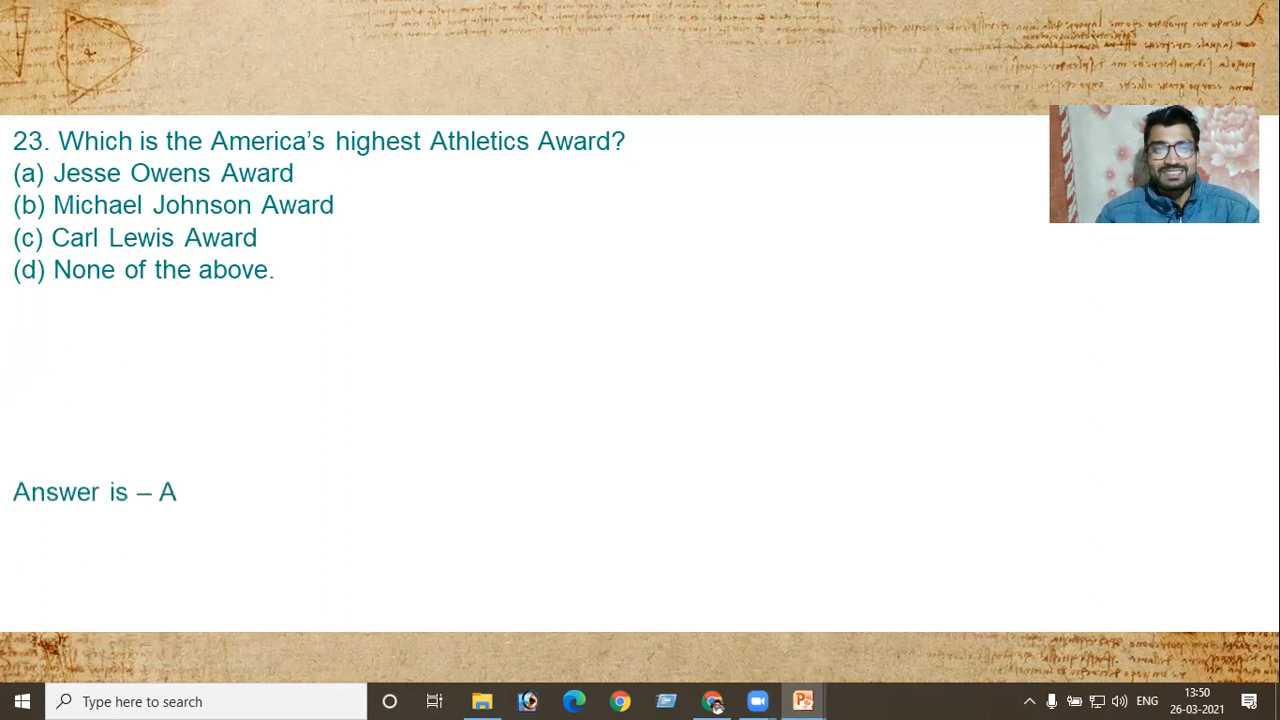 23. Which is the America’s highest Athletics Award?
(a) Jesse Owens Award
(b) Michael Johnson Award
(c) Carl Lewis Award
(d) None of the above.
Answer is – A
Type here to search
ENG
13:50
26-03-2021